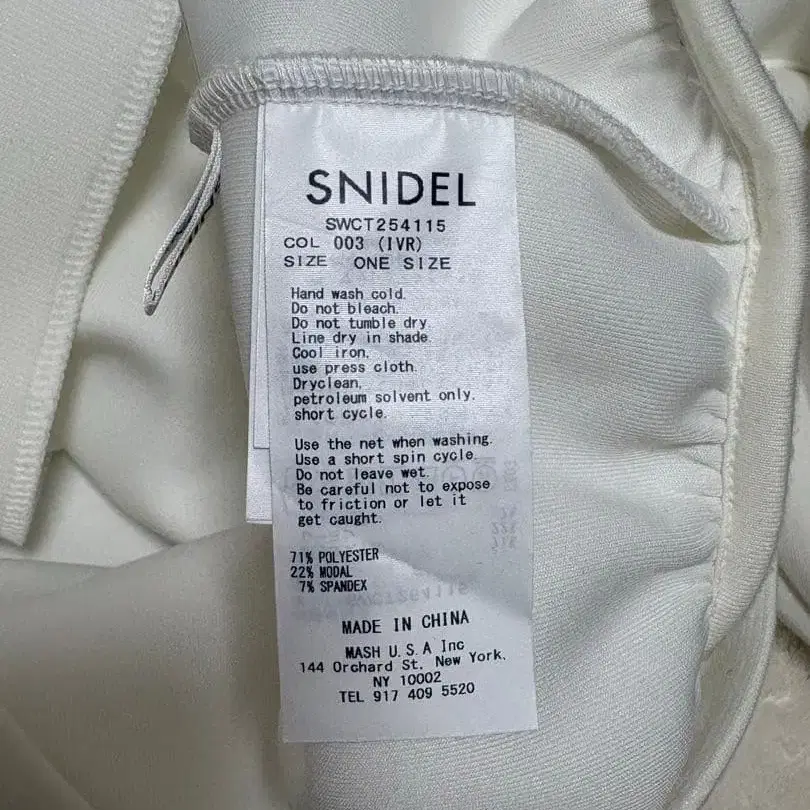 SNIDEL
SWCT254115
COL 003 (IVR)
SIZE ONE SIZE
Hand wash cold.
Do not bleach.
Do not tumble dry.
Line dry in shade.
Cool iron.
use press cloth.
Dryclean,
petroleum solvent only.
short cycle.
Use the net when washing.
Use a short spin cycle.
Do not leave wet.
Be careful not to expose
to friction or let it
get caught.
71% POLYESTER
22% MODAL
7% SPANDEX
MADE IN CHINA
MASH U.S.A Inc
144 Orchard St. New York,
NY 10002
TEL 917 409 5520